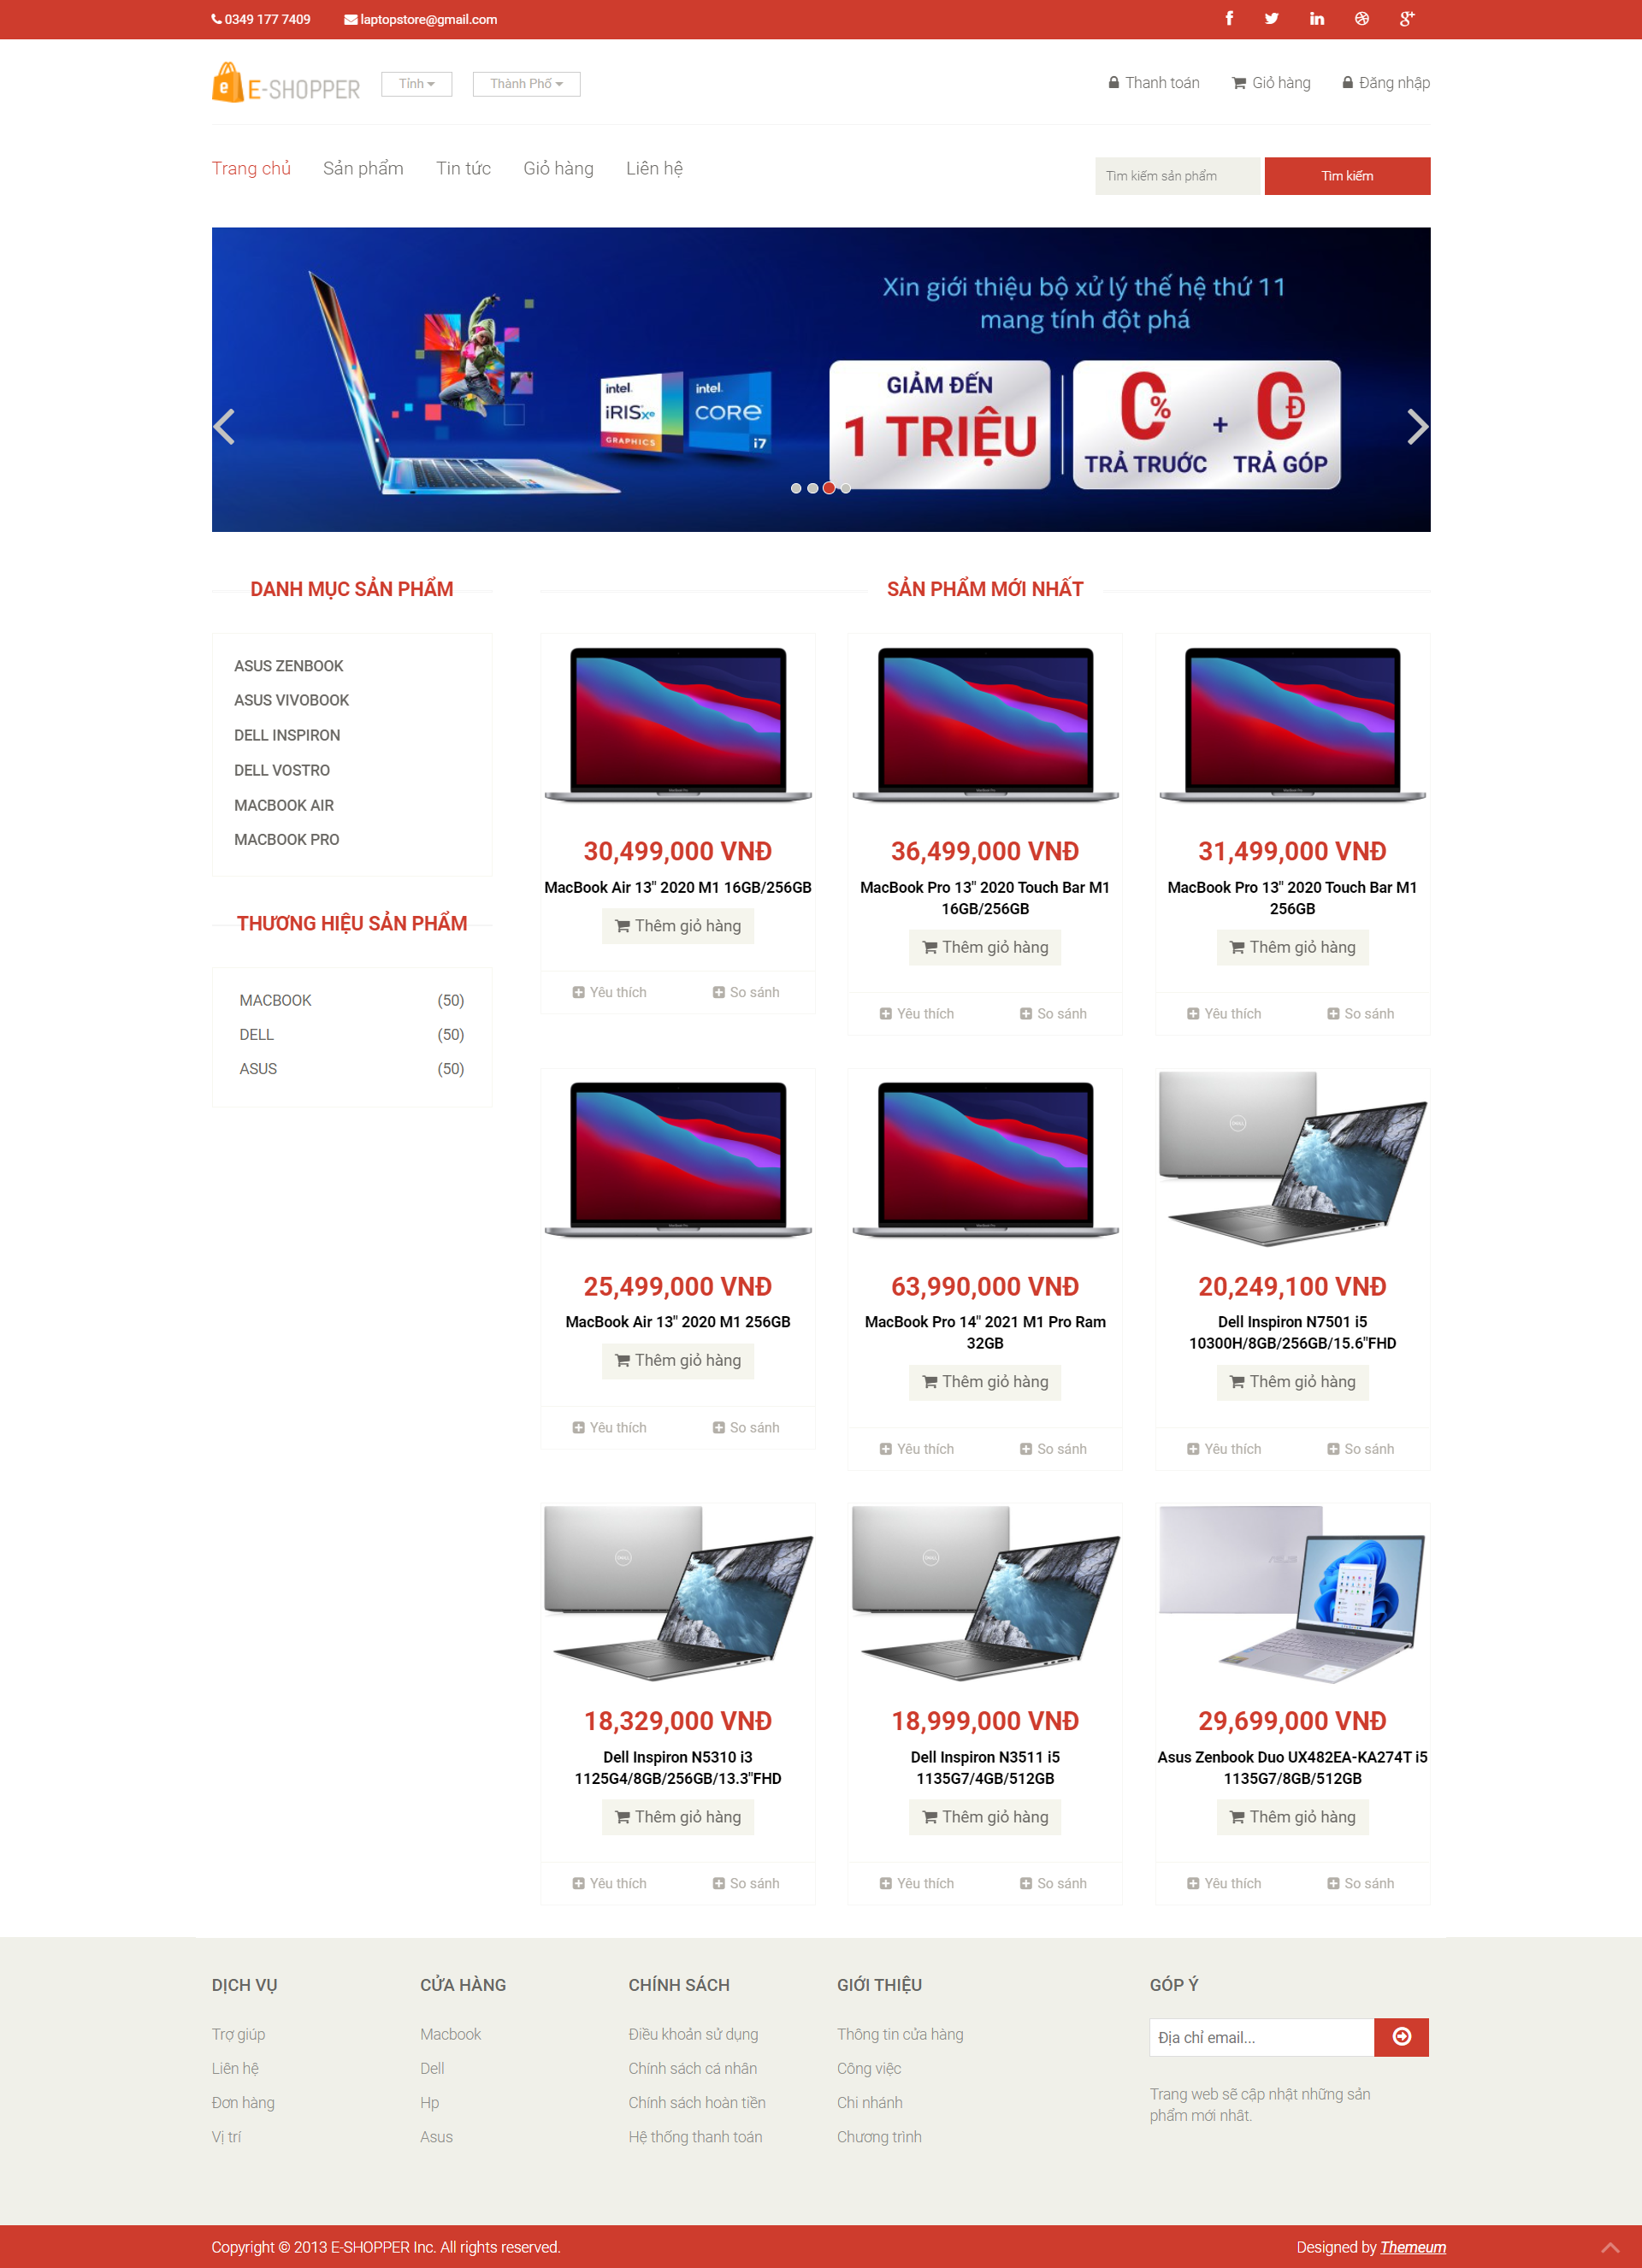 0349 177 7409 laptopstore@gmail.com
E-SHOPPER Tỉnh Thành Phố Thanh toán Giỏ hàng Đăng nhập
Trang chủ Sản phẩm Tin tức Giỏ hàng Liên hệ Tìm kiếm sản phẩm Tìm kiếm
Xin giới thiệu bộ xử lý thế hệ thứ 11
mang tính đột phá
intel. iRIS Xe GRAPHICS
intel. CORE i7
GIẢM ĐẾN
1 TRIỆU
0% TRẢ TRƯỚC + 0Đ TRẢ GÓP
DANH MỤC SẢN PHẨM
ASUS ZENBOOK
ASUS VIVOBOOK
DELL INSPIRON
DELL VOSTRO
MACBOOK AIR
MACBOOK PRO
THƯƠNG HIỆU SẢN PHẨM
MACBOOK (50)
DELL (50)
ASUS (50)
SẢN PHẨM MỚI NHẤT
30,499,000 VNĐ
MacBook Air 13" 2020 M1 16GB/256GB
Thêm giỏ hàng
Yêu thích So sánh
36,499,000 VNĐ
MacBook Pro 13" 2020 Touch Bar M1
16GB/256GB
Thêm giỏ hàng
Yêu thích So sánh
31,499,000 VNĐ
MacBook Pro 13" 2020 Touch Bar M1
256GB
Thêm giỏ hàng
Yêu thích So sánh
25,499,000 VNĐ
MacBook Air 13" 2020 M1 256GB
Thêm giỏ hàng
Yêu thích So sánh
63,990,000 VNĐ
MacBook Pro 14" 2021 M1 Pro Ram
32GB
Thêm giỏ hàng
Yêu thích So sánh
20,249,100 VNĐ
Dell Inspiron N7501 i5
10300H/8GB/256GB/15.6"FHD
Thêm giỏ hàng
Yêu thích So sánh
18,329,000 VNĐ
Dell Inspiron N5310 i3
1125G4/8GB/256GB/13.3"FHD
Thêm giỏ hàng
Yêu thích So sánh
18,999,000 VNĐ
Dell Inspiron N3511 i5
1135G7/4GB/512GB
Thêm giỏ hàng
Yêu thích So sánh
29,699,000 VNĐ
Asus Zenbook Duo UX482EA-KA274T i5
1135G7/8GB/512GB
Thêm giỏ hàng
Yêu thích So sánh
DỊCH VỤ
Trợ giúp
Liên hệ
Đơn hàng
Vị trí
CỬA HÀNG
Macbook
Dell
Hp
Asus
CHÍNH SÁCH
Điều khoản sử dụng
Chính sách cá nhân
Chính sách hoàn tiền
Hệ thống thanh toán
GIỚI THIỆU
Thông tin cửa hàng
Công việc
Chi nhánh
Chương trình
GÓP Ý
Địa chỉ email...
Trang web sẽ cập nhật những sản
phẩm mới nhât.
Copyright © 2013 E-SHOPPER Inc. All rights reserved. Designed by Themeum